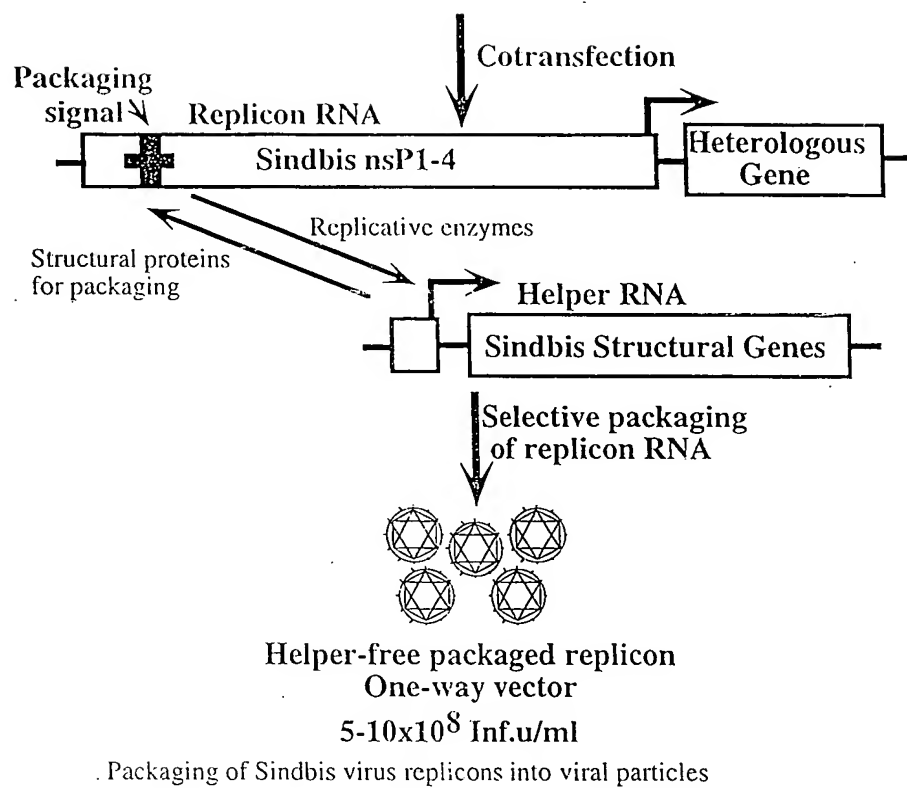 Cotransfection
Packaging
signal
Replicon RNA
Sindbis nsP1-4
Heterologous
Gene
Replicative enzymes
Structural proteins
for packaging
Helper RNA
Sindbis Structural Genes
Selective packaging
of replicon RNA
Helper-free packaged replicon
One-way vector
5-10x10⁸ Inf.u/ml
Packaging of Sindbis virus replicons into viral particles